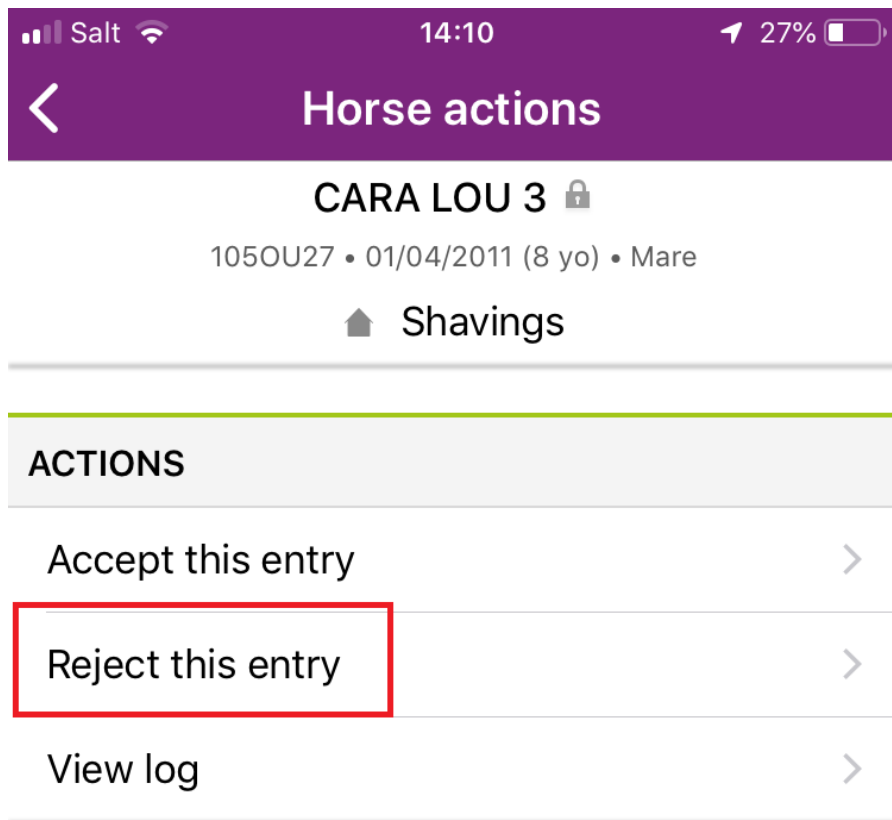 Salt 14:10 27%
Horse actions
CARA LOU 3
105OU27 • 01/04/2011 (8 yo) • Mare
Shavings
ACTIONS
Accept this entry
Reject this entry
View log